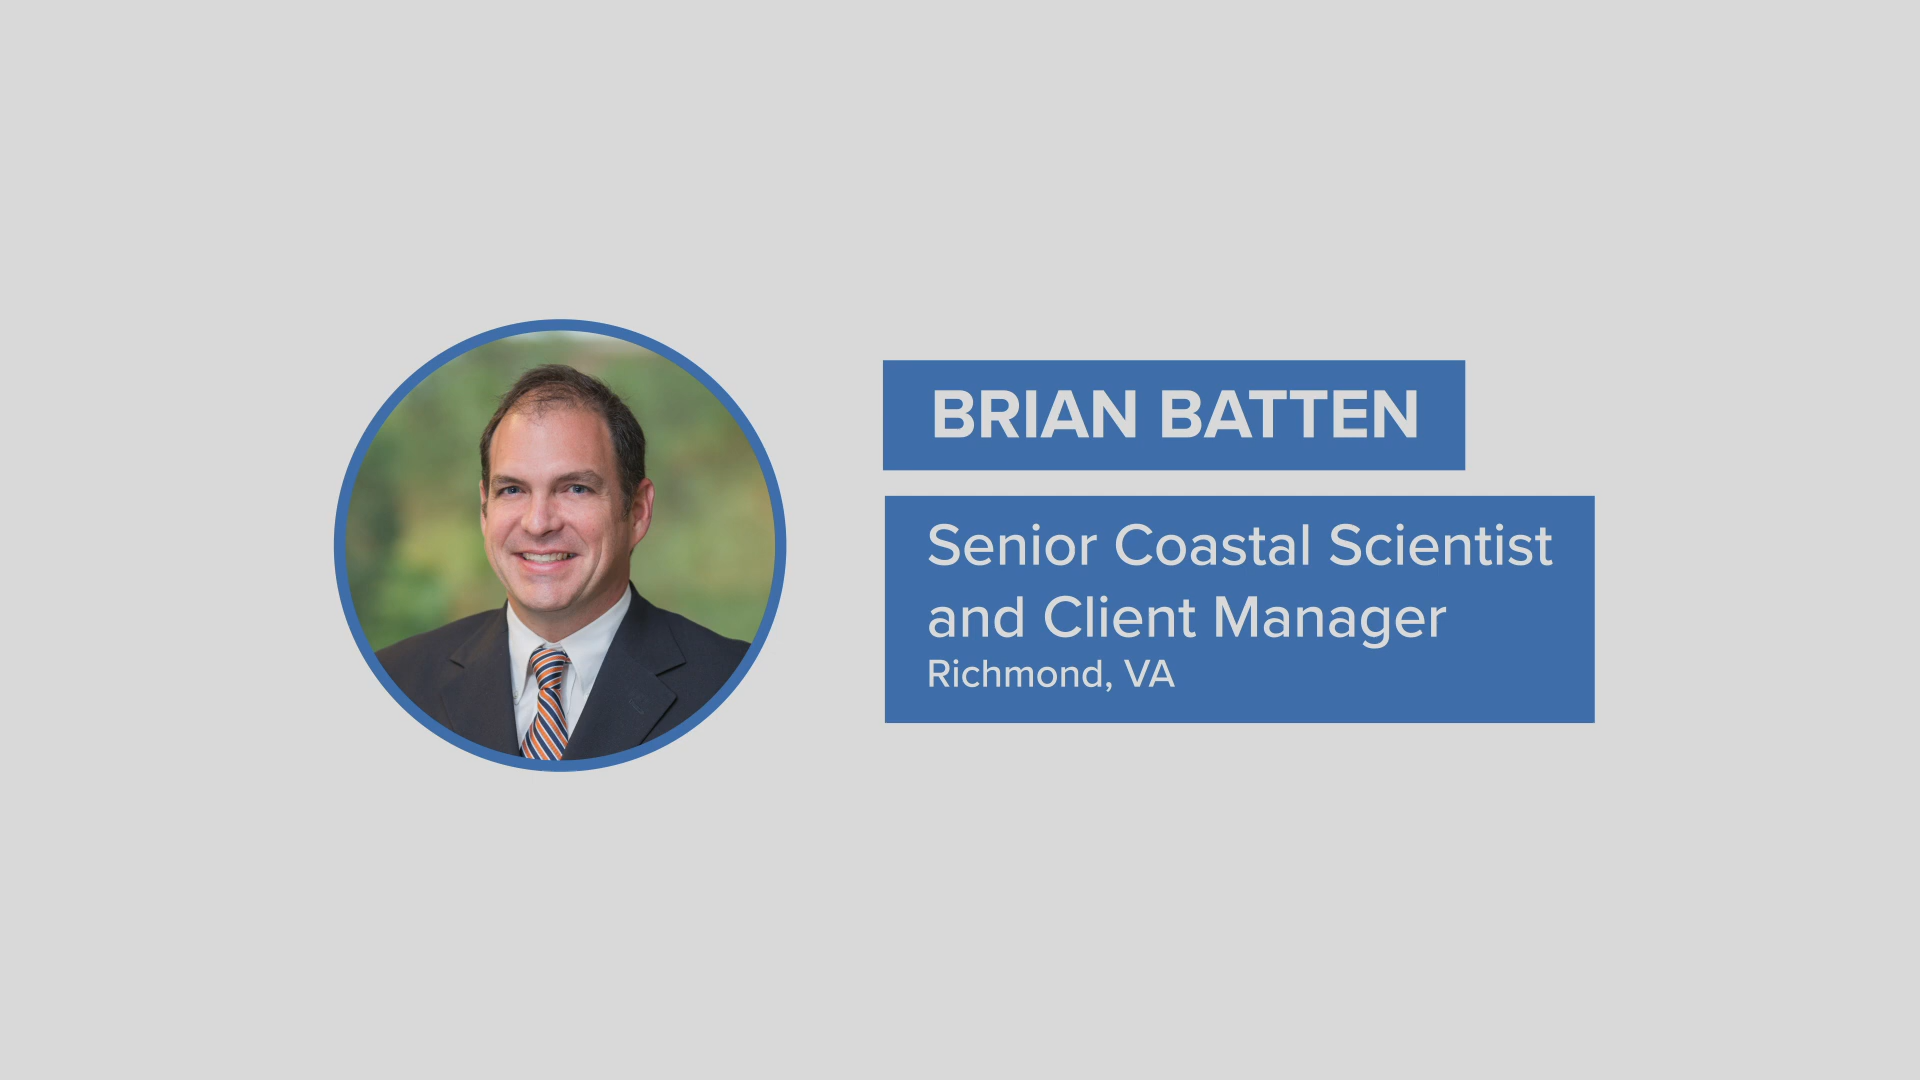 BRIAN BATTEN
Senior Coastal Scientist
and Client Manager
Richmond, VA